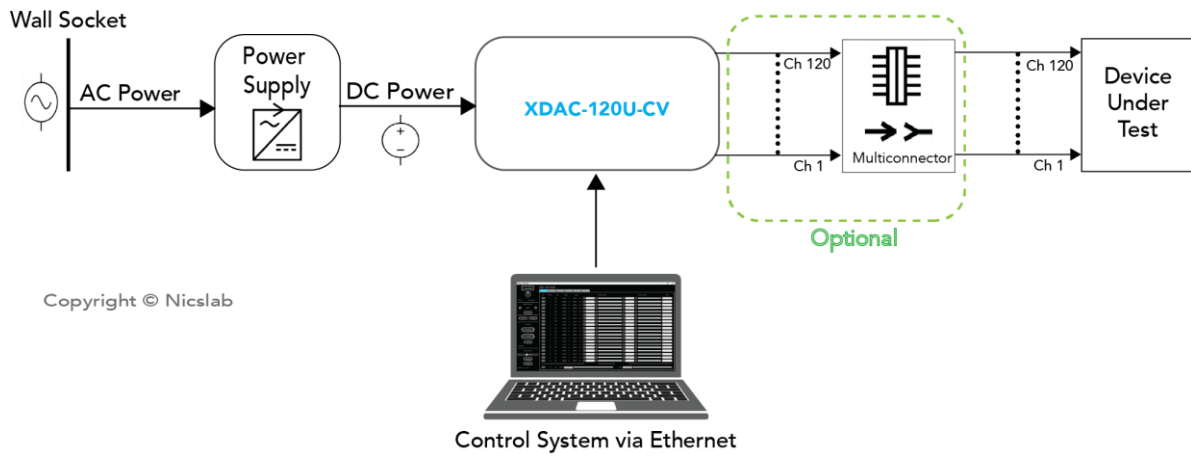 Wall Socket
AC Power
Power
Supply
DC Power
XDAC-120U-CV
Ch 120
Ch 1
Multiconnector
Optional
Ch 120
Ch 1
Device
Under
Test
Copyright © Nicslab
Control System via Ethernet